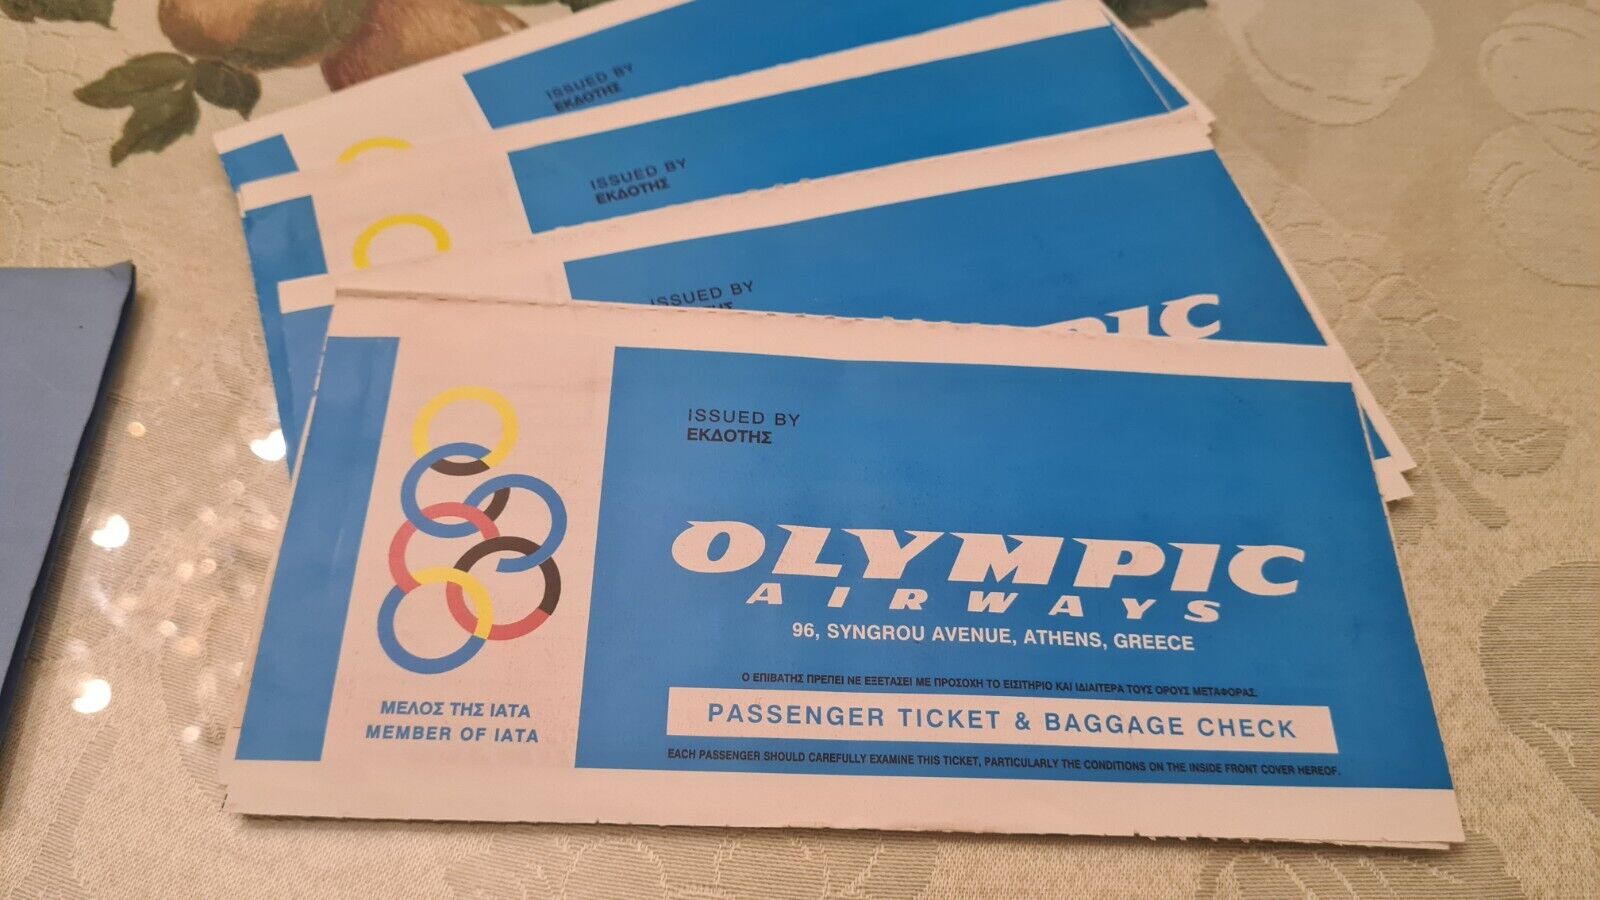 ISSUED BY
ΕΚΔΟΤΗΣ
ISSUED BY
ΕΚΔΟΤΗΣ
ISSUED BY
ISSUED BY
ΕΚΔΟΤΗΣ
OLYMPIC
AIRWAYS
96, SYNGROU AVENUE, ATHENS, GREECE
Ο ΕΠΙΒΑΤΗΣ ΠΡΕΠΕΙ ΝΕ ΕΞΕΤΑΣΕΙ ΜΕ ΠΡΟΣΟΧΗ ΤΟ ΕΙΣΙΤΗΡΙΟ ΚΑΙ ΙΔΙΑΙΤΕΡΑ ΤΟΥΣ ΟΡΟΥΣ ΜΕΤΑΦΟΡΑΣ.
PASSENGER TICKET & BAGGAGE CHECK
EACH PASSENGER SHOULD CAREFULLY EXAMINE THIS TICKET, PARTICULARLY THE CONDITIONS ON THE INSIDE FRONT COVER HEREOF.
ΜΕΛΟΣ ΤΗΣ ΙΑΤΑ
MEMBER OF IATA